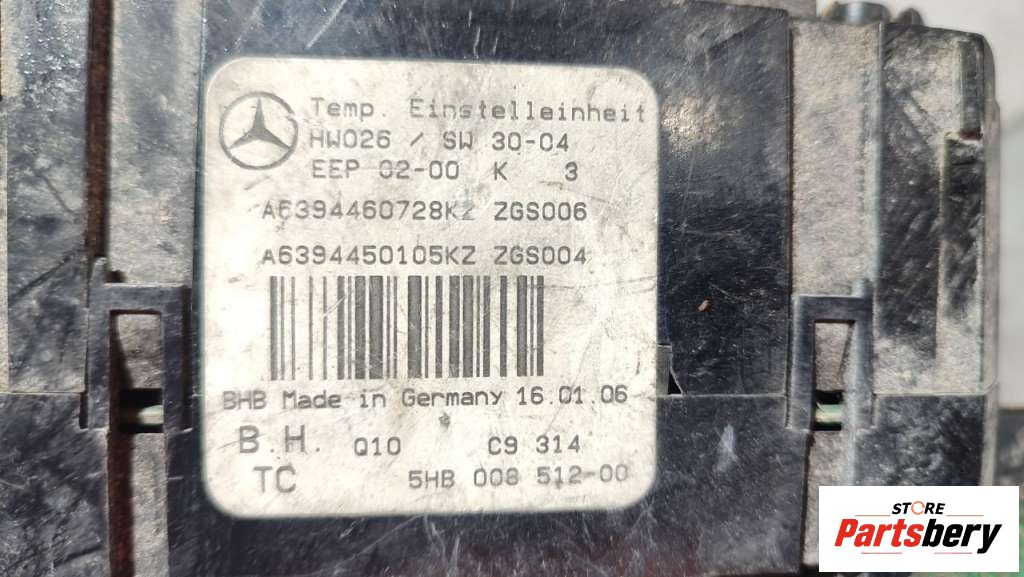 Temp. Einstelleinheit
HW026 / SW 30-04
EEP 02-00 K 3
A6394460728KZ ZGS006
A6394450105KZ ZGS004
BHB Made in Germany 16.01.06
B.H. Q10 C9 314
TC 5HB 008 512-00
STORE
Partsbery